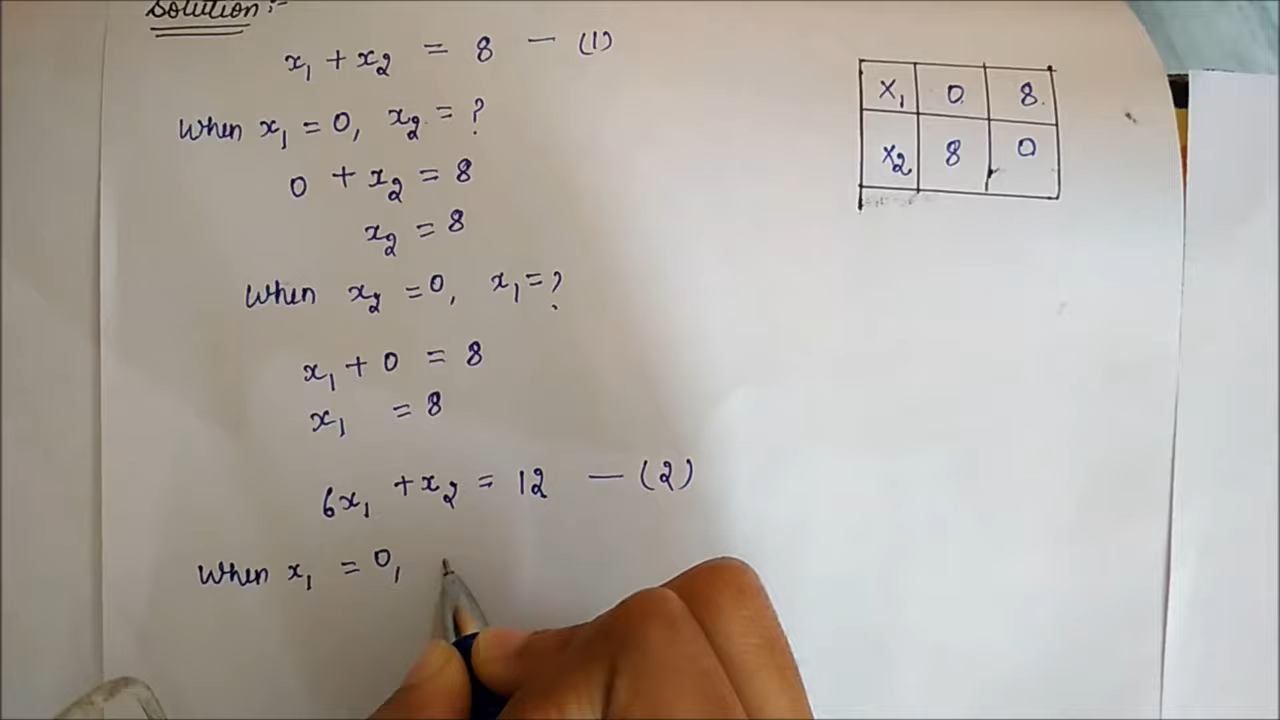 Solution :-
x₁ + x₂ = 8 — (1)
When x₁ = 0, x₂ = ?
0 + x₂ = 8
x₂ = 8
When x₂ = 0, x₁ = ?
x₁ + 0 = 8
x₁ = 8
6x₁ + x₂ = 12 — (2)
When x₁ = 0,
X₁ 0 8
X₂ 8 0